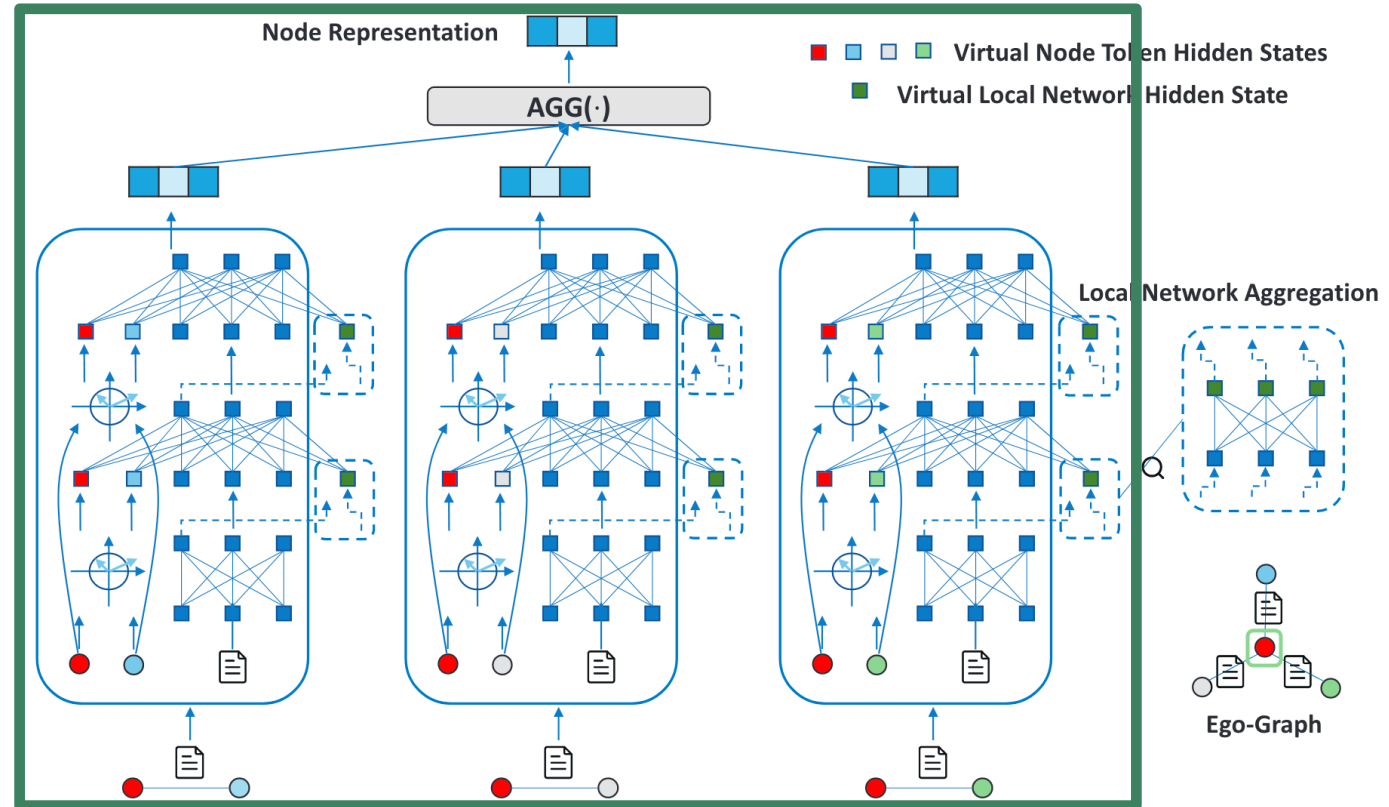 Node Representation
Virtual Node Token Hidden States
Virtual Local Network Hidden State
AGG(·)
Local Network Aggregation
Ego-Graph